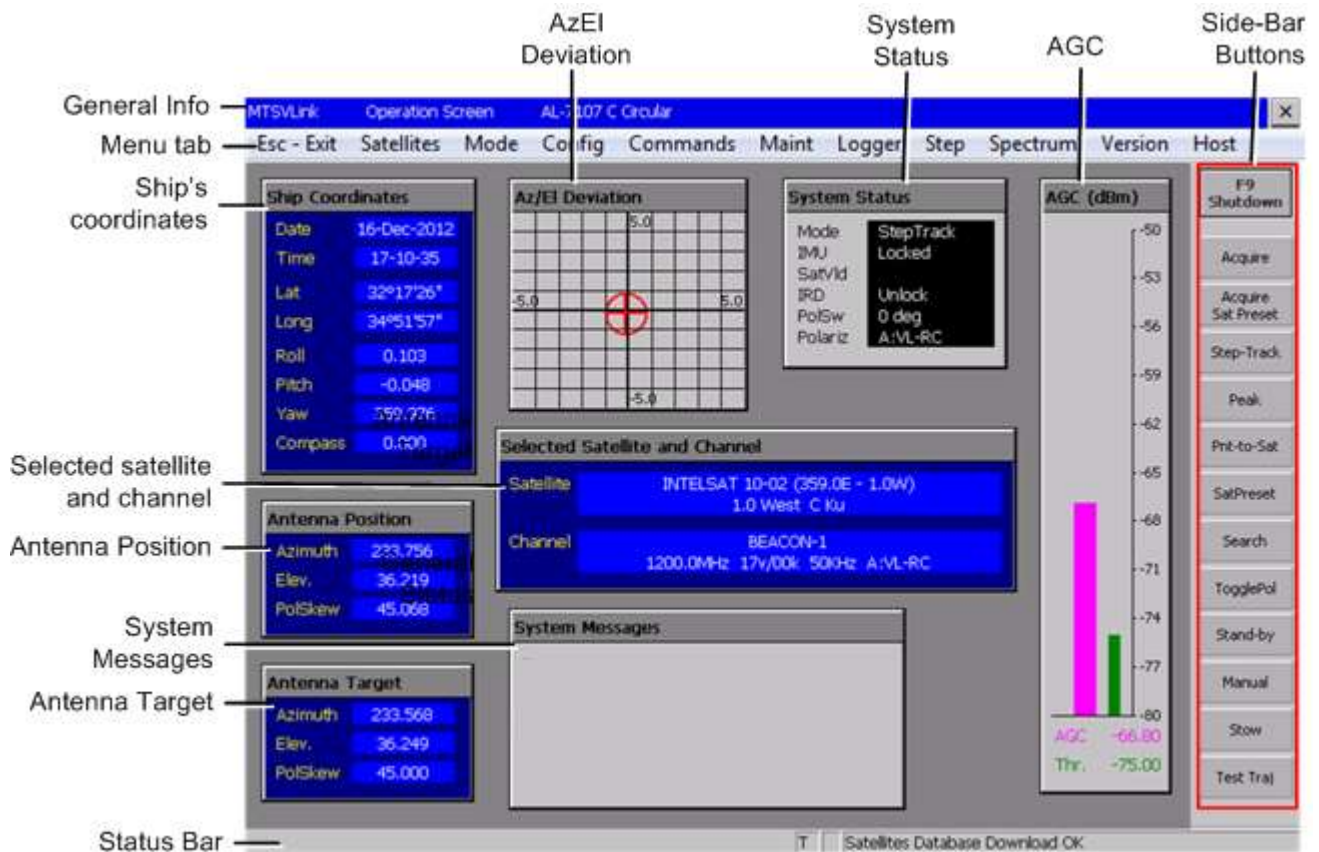 AzEl
Deviation
System
Status
AGC
Side-Bar
Buttons
General Info
MTSVLink Operation Screen AL-7107 C Circular
Menu tab
Esc - Exit Satellites Mode Config Commands Maint Logger Step Spectrum Version Host
Ship's
coordinates
Ship Coordinates
Date 16-Dec-2012
Time 17-10-35
Lat 32°17'26"
Long 34°51'57"
Roll 0.103
Pitch -0.048
Yaw 359.976
Compass 0.000
Az/El Deviation
5.0
-5.0 5.0
-5.0
System Status
Mode StepTrack
IMU Locked
SatVld
IRD Unlock
PolSw 0 deg
Polariz A:VL-RC
AGC (dBm)
-50
-53
-56
-59
-62
-65
-68
-71
-74
-77
-80
AGC -66.80
Thr. -75.00
F9
Shutdown
Acquire
Acquire
Sat Preset
Step-Track
Peak
Pnt-to-Sat
SatPreset
Search
TogglePol
Stand-by
Manual
Stow
Test Traj
Selected satellite
and channel
Selected Satellite and Channel
Satellite INTELSAT 10-02 (359.0E - 1.0W)
1.0 West C Ku
Channel BEACON-1
1200.0MHz 17v/00k 50KHz A:VL-RC
Antenna Position
Antenna Position
Azimuth 233.756
Elev. 36.219
PolSkew 45.068
System
Messages
System Messages
Antenna Target
Antenna Target
Azimuth 233.568
Elev. 36.249
PolSkew 45.000
Status Bar
T Satellites Database Download OK